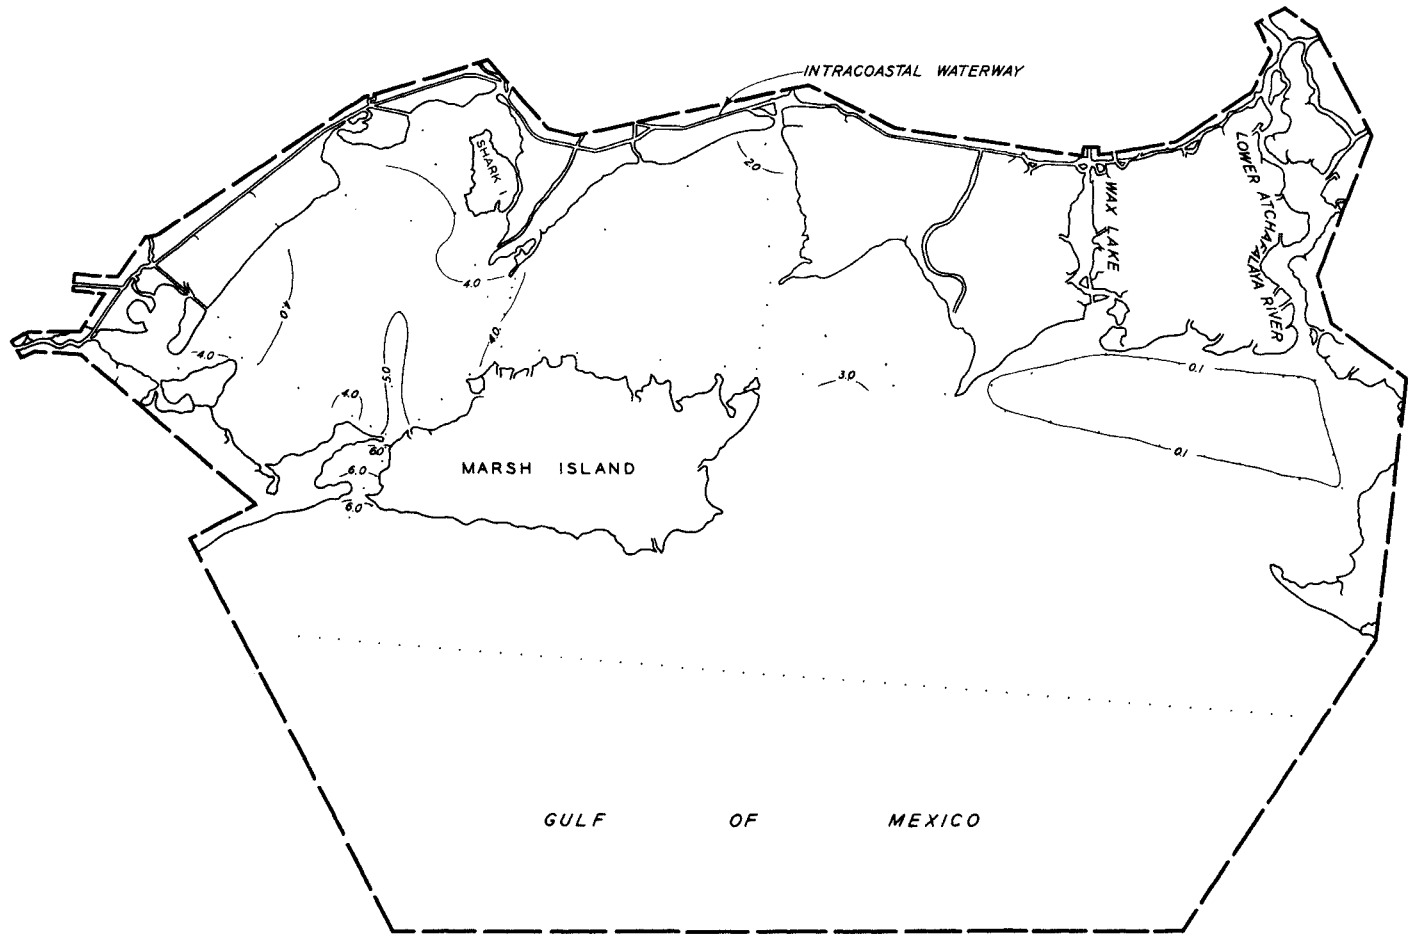 INTRACOASTAL WATERWAY
SHARK
2.0
LOWER ATCHAFALAYA RIVER
WAX LAKE
4.0
4.0
4.0
4.0
5.0
4.0
3.0
0.1
0.1
6.0
6.0
6.0
MARSH ISLAND
GULF OF MEXICO